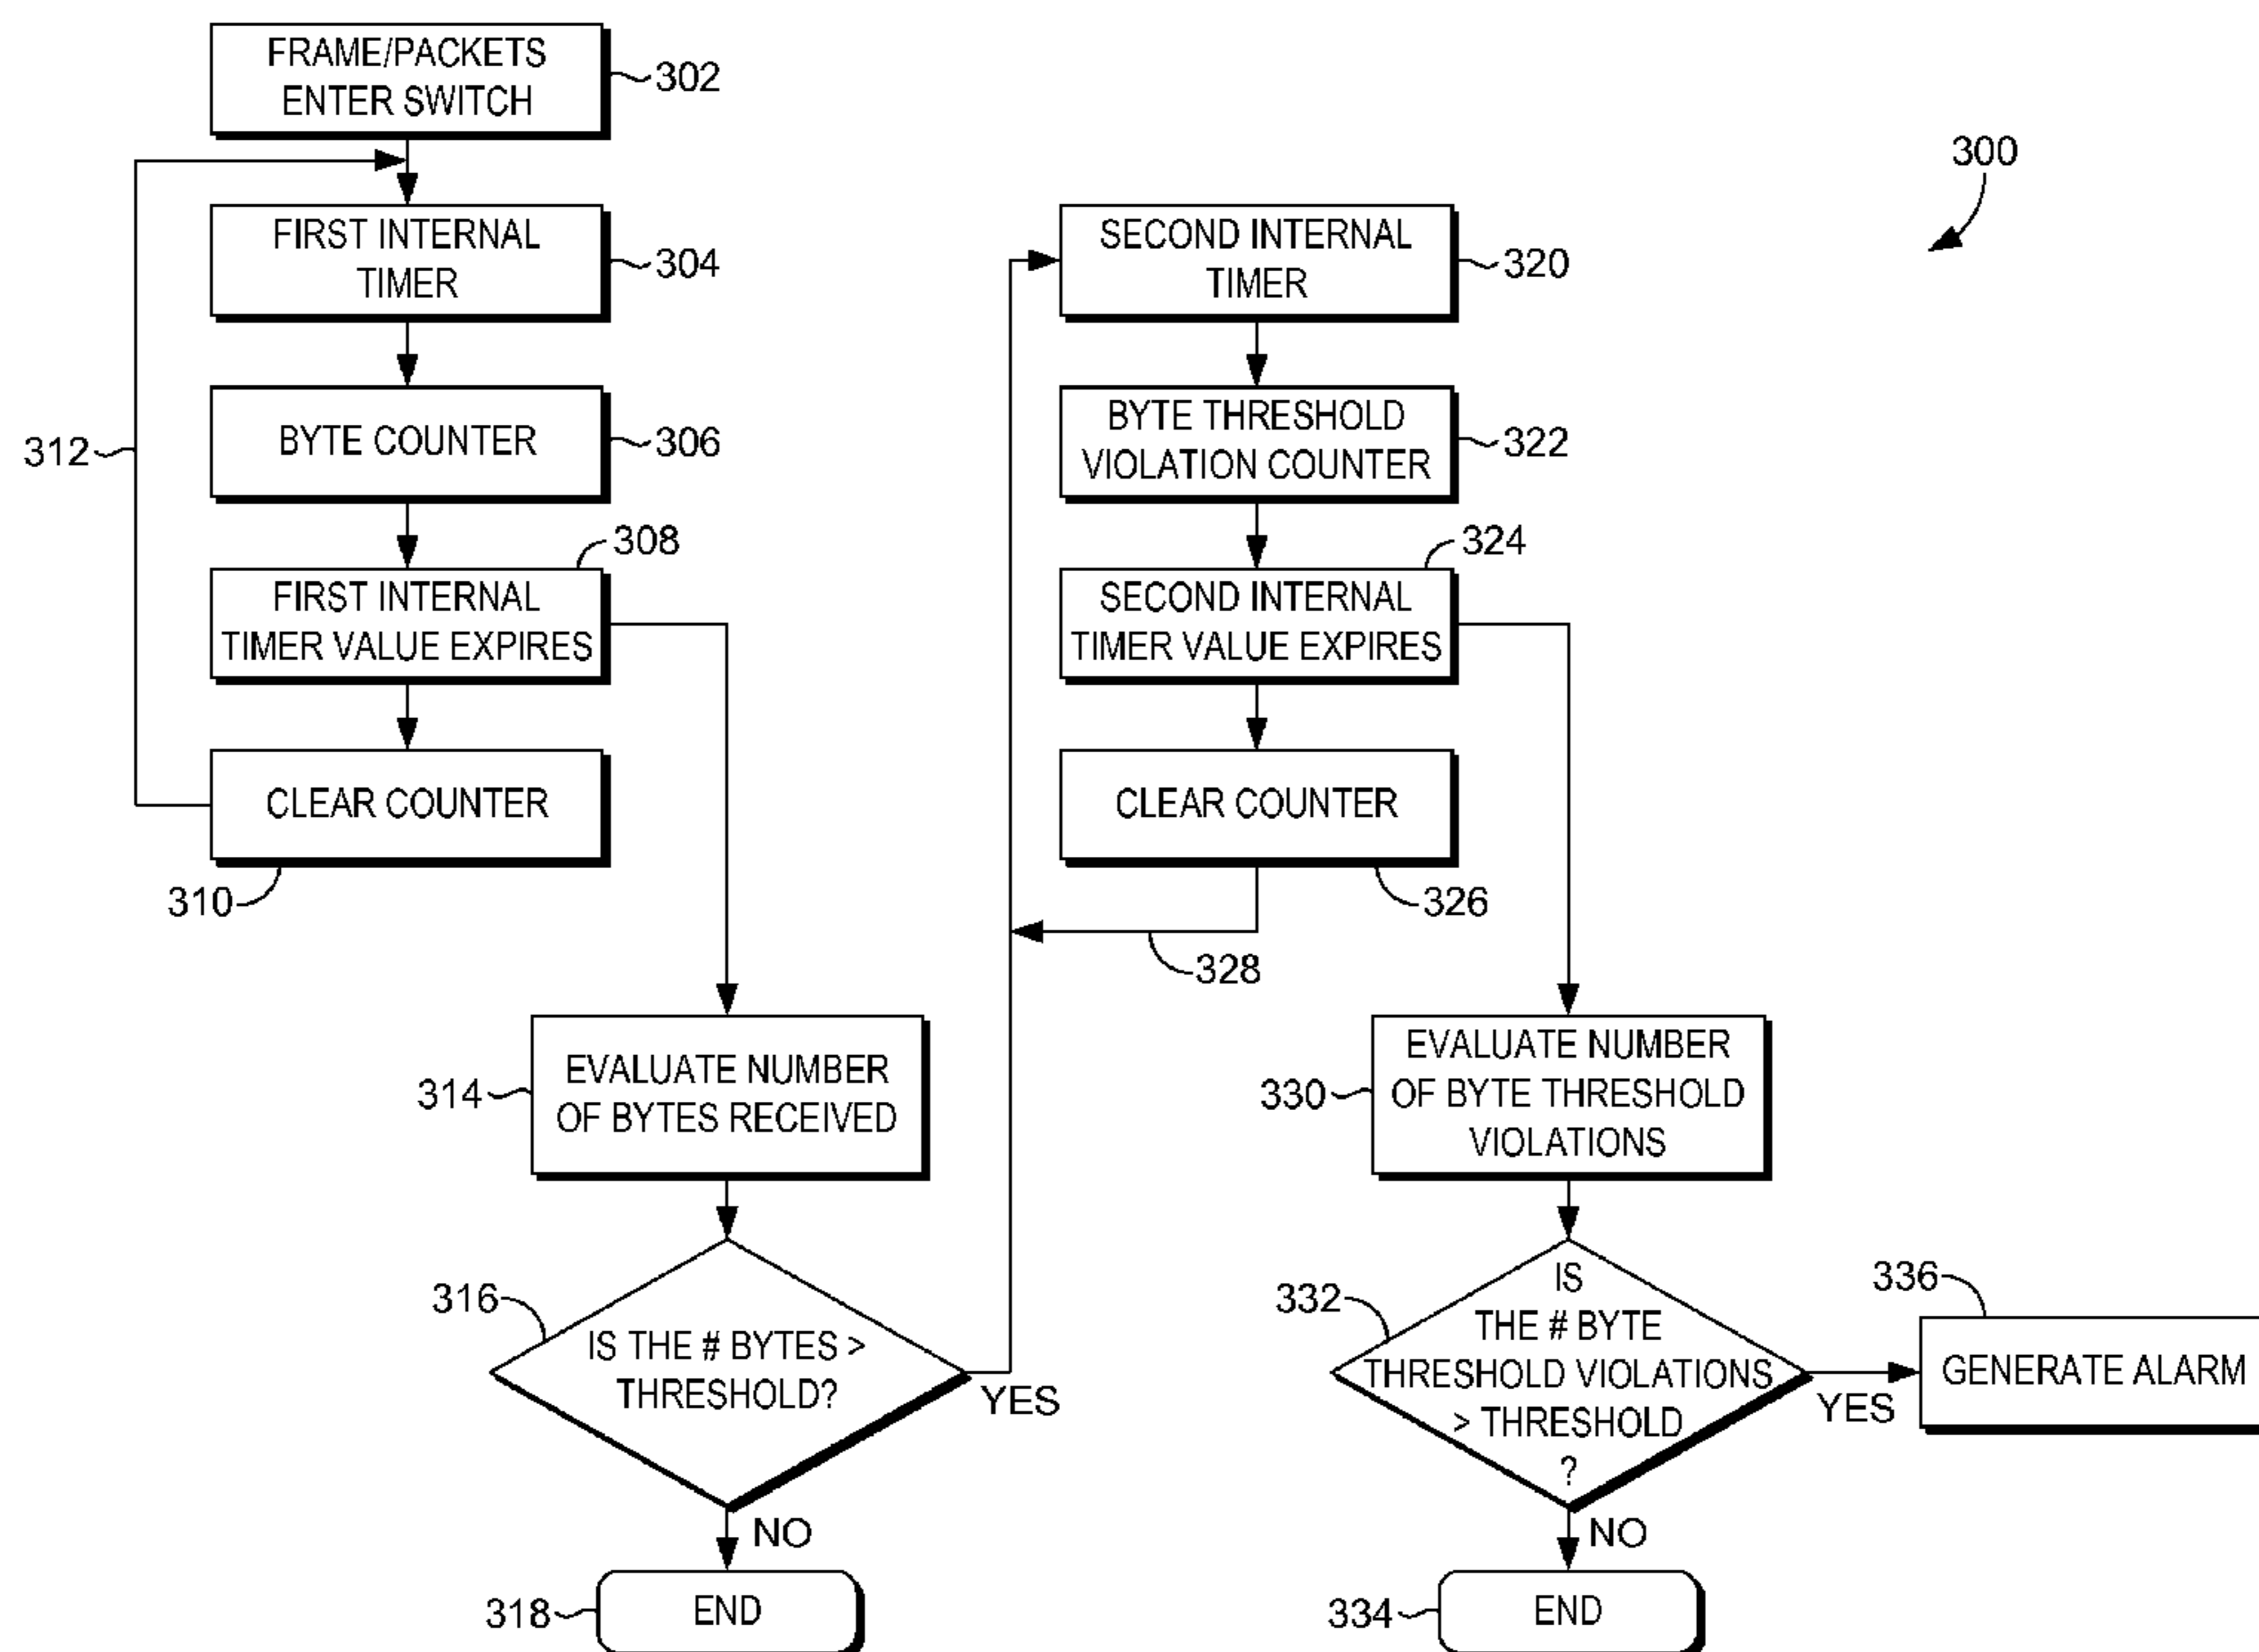 FRAME/PACKETS
ENTER SWITCH
302
300
FIRST INTERNAL
TIMER
304
BYTE COUNTER
306
312
308
FIRST INTERNAL
TIMER VALUE EXPIRES
CLEAR COUNTER
310
314
EVALUATE NUMBER
OF BYTES RECEIVED
316
IS THE # BYTES >
THRESHOLD?
YES
NO
318
END
SECOND INTERNAL
TIMER
320
BYTE THRESHOLD
VIOLATION COUNTER
322
324
SECOND INTERNAL
TIMER VALUE EXPIRES
CLEAR COUNTER
326
328
330
EVALUATE NUMBER
OF BYTE THRESHOLD
VIOLATIONS
332
IS
THE # BYTE
THRESHOLD VIOLATIONS
> THRESHOLD
?
YES
336
GENERATE ALARM
NO
334
END